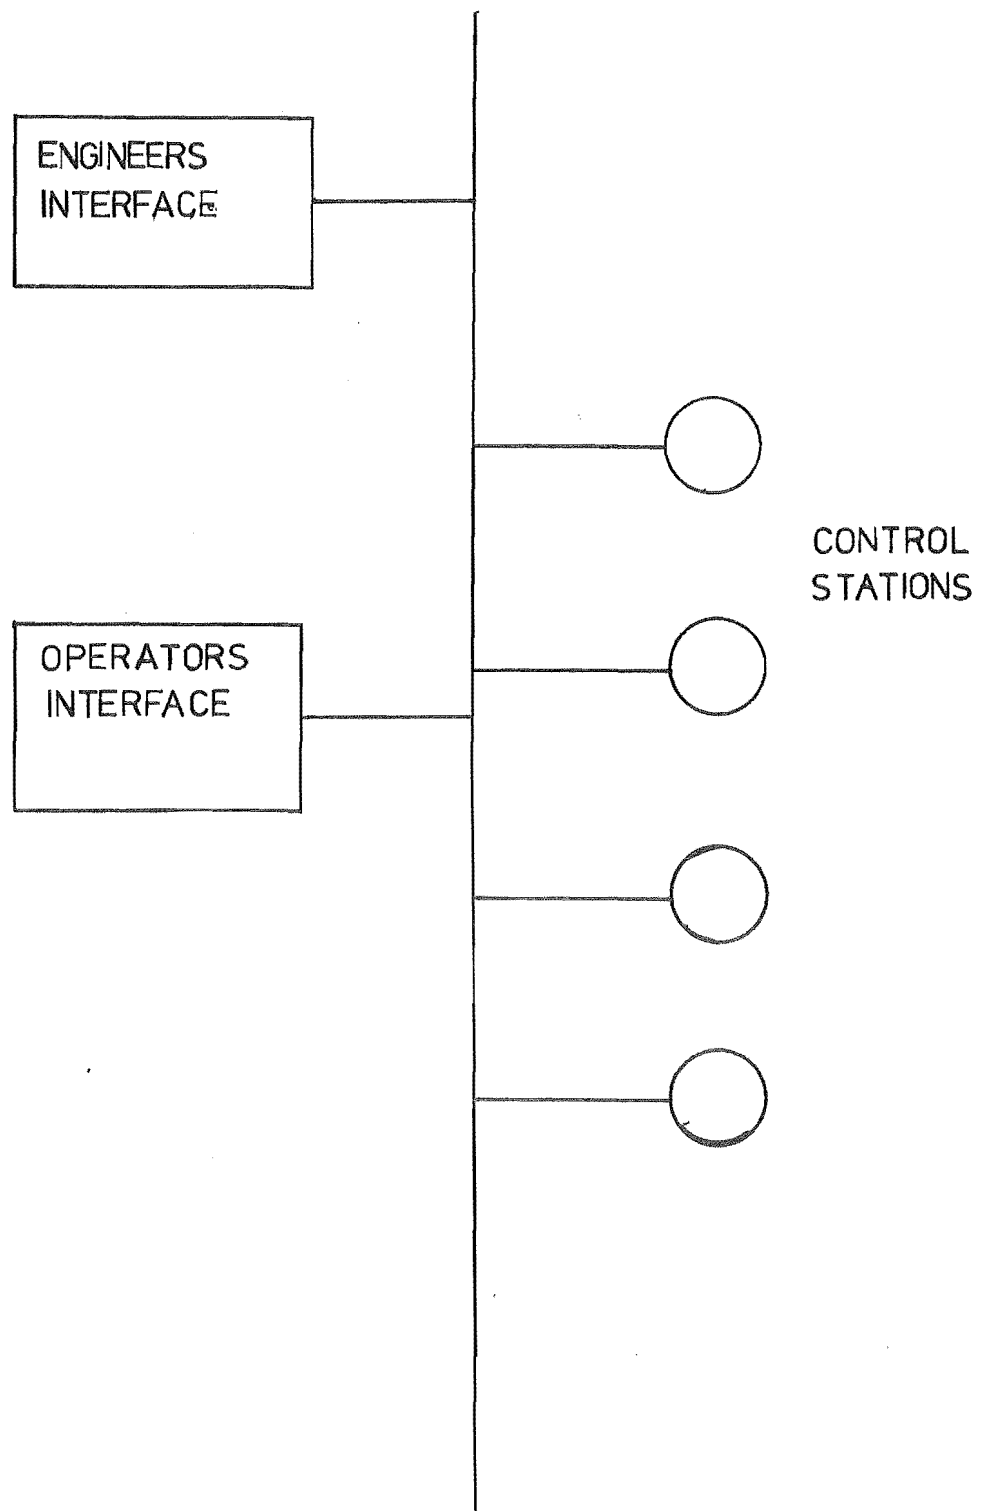 ENGINEERS
INTERFACE
CONTROL
STATIONS
OPERATORS
INTERFACE